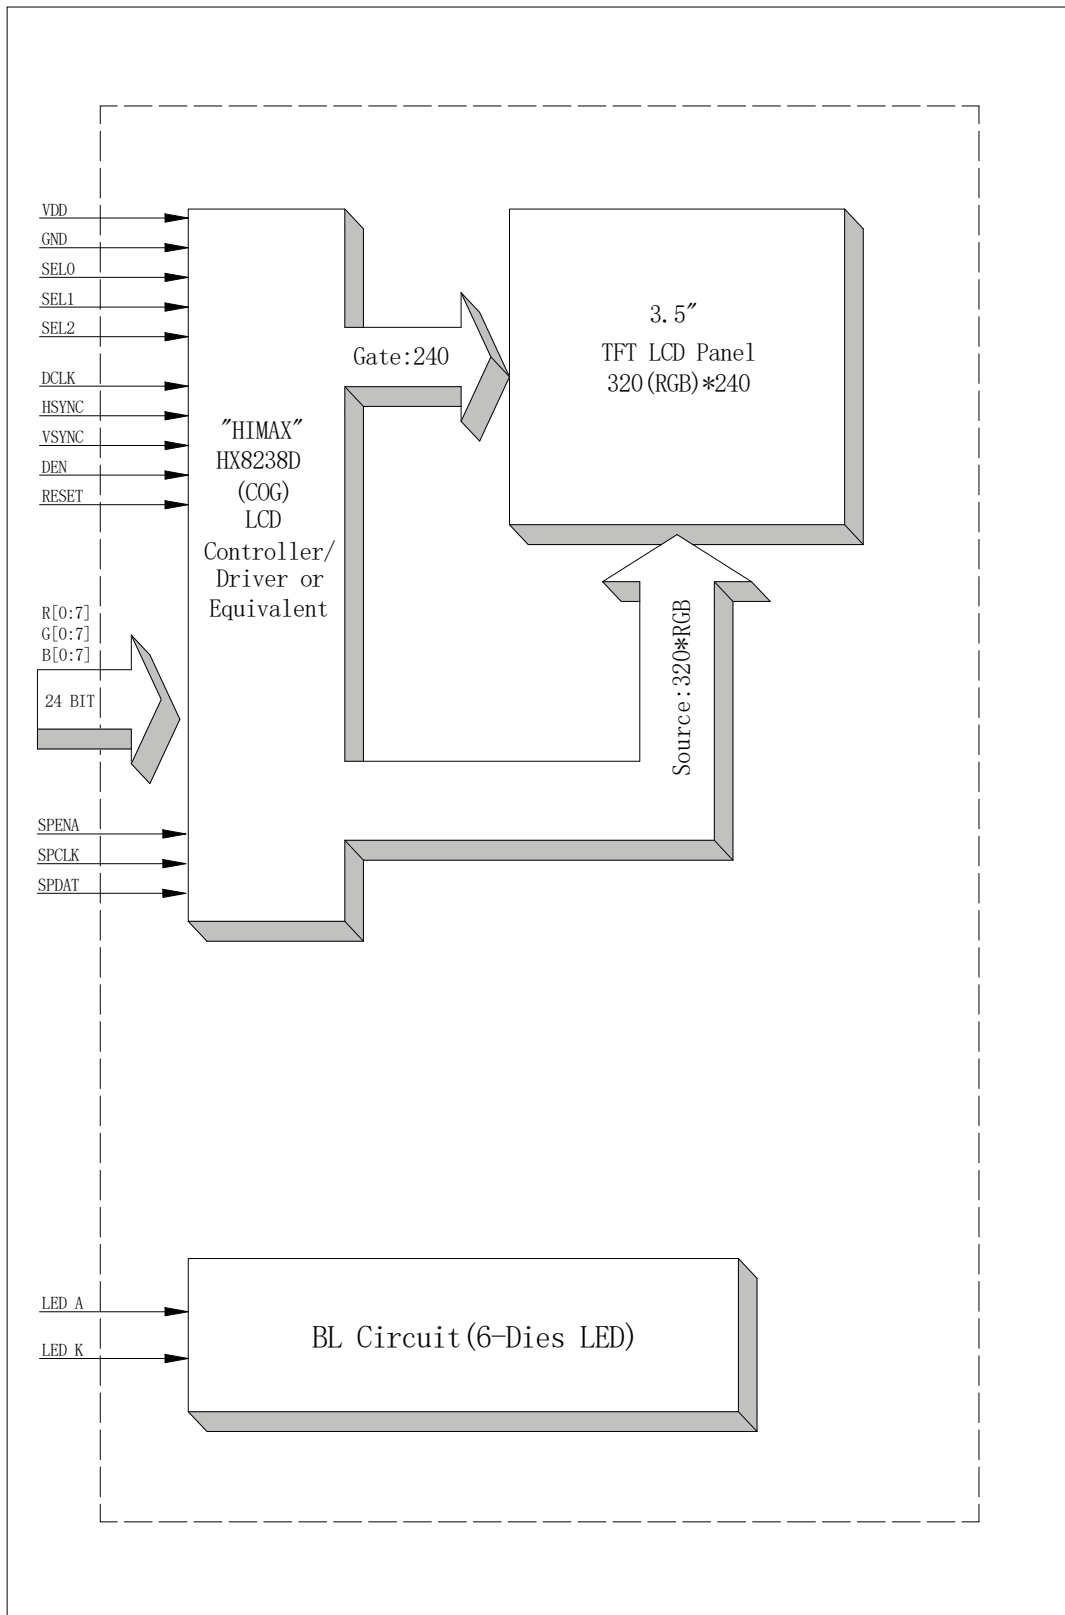 VDD
GND
SEL0
SEL1
SEL2
DCLK
HSYNC
VSYNC
DEN
RESET
R[0:7]
G[0:7]
B[0:7]
24 BIT
SPENA
SPCLK
SPDAT
"HIMAX"
HX8238D
(COG)
LCD
Controller/
Driver or
Equivalent
Gate:240
3.5"
TFT LCD Panel
320(RGB)*240
Source:320*RGB
LED A
LED K
BL Circuit(6-Dies LED)